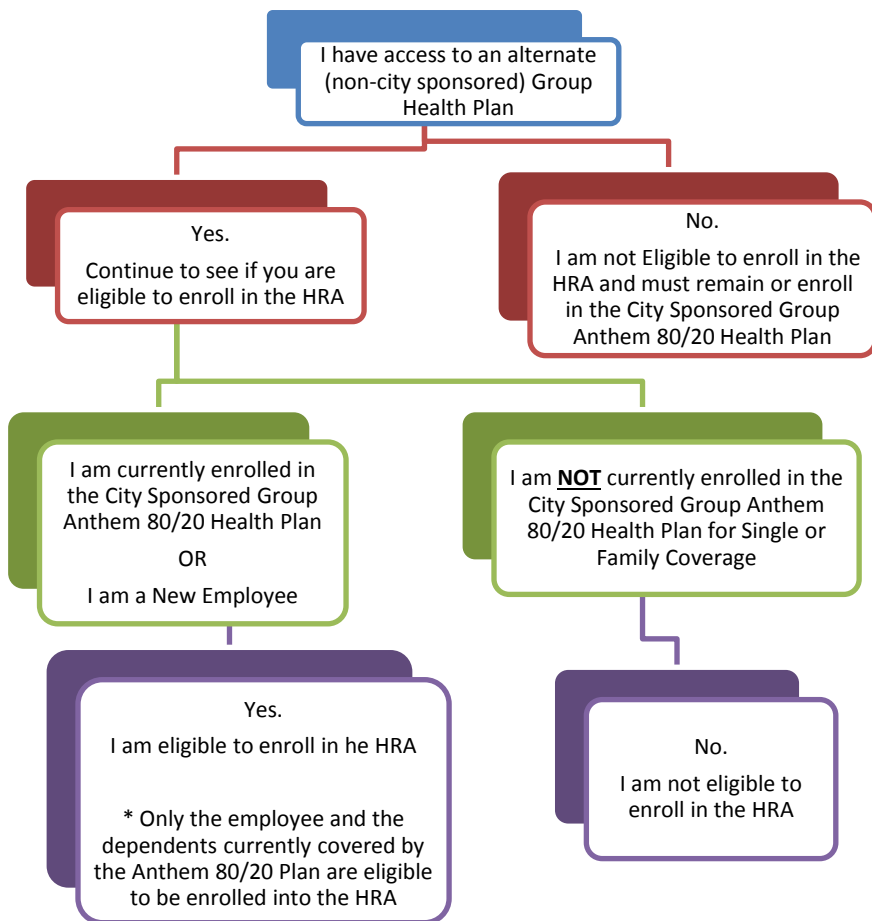 I have access to an alternate
(non-city sponsored) Group
Health Plan
Yes.
Continue to see if you are
eligible to enroll in the HRA
No.
I am not Eligible to enroll in the
HRA and must remain or enroll
in the City Sponsored Group
Anthem 80/20 Health Plan
I am currently enrolled in
the City Sponsored Group
Anthem 80/20 Health Plan
OR
I am a New Employee
I am NOT currently enrolled in the
City Sponsored Group Anthem
80/20 Health Plan for Single or
Family Coverage
Yes.
I am eligible to enroll in he HRA
* Only the employee and the
dependents currently covered by
the Anthem 80/20 Plan are eligible
to be enrolled into the HRA
No.
I am not eligible to
enroll in the HRA